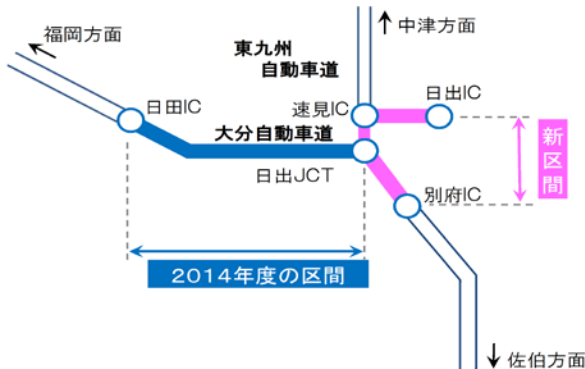 福岡方面
中津方面
東九州
自動車道
日田IC
速見IC
日出IC
大分自動車道
日出JCT
新区間
別府IC
2014年度の区間
佐伯方面